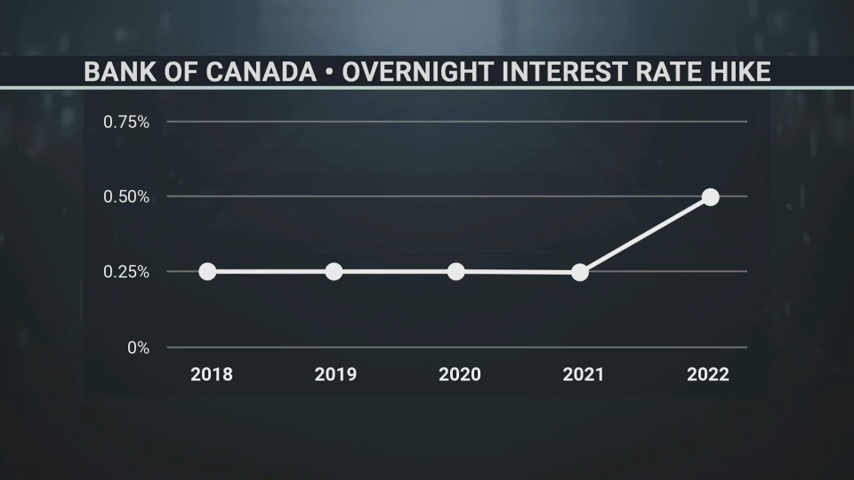 BANK OF CANADA • OVERNIGHT INTEREST RATE HIKE
0.75%
0.50%
0.25%
0%
2018 2019 2020 2021 2022